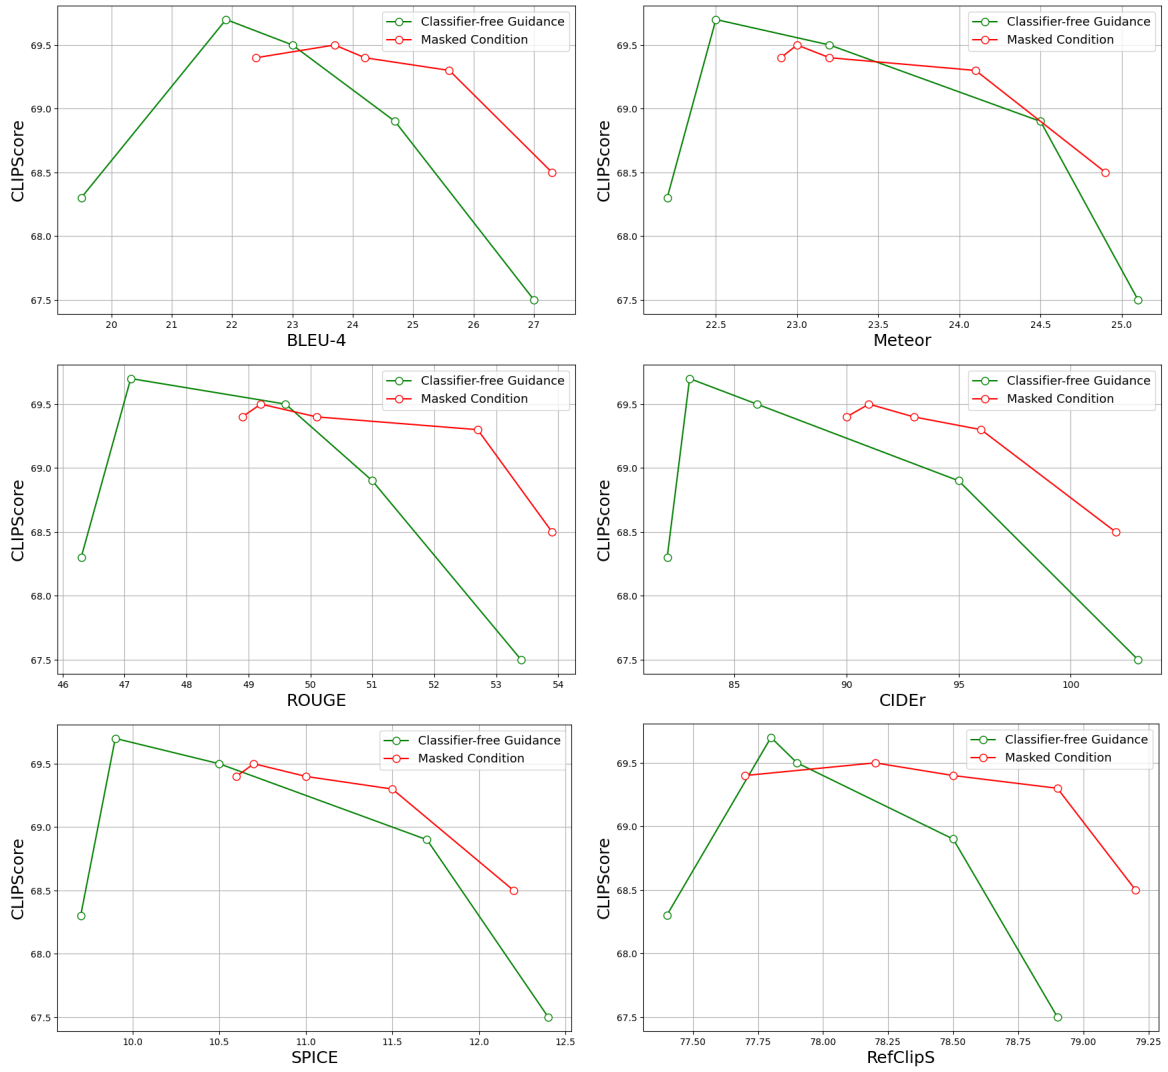 Classifier-free Guidance
Masked Condition
CLIPScore
69.5
69.0
68.5
68.0
67.5
20 21 22 23 24 25 26 27
BLEU-4
Classifier-free Guidance
Masked Condition
CLIPScore
69.5
69.0
68.5
68.0
67.5
22.5 23.0 23.5 24.0 24.5 25.0
Meteor
Classifier-free Guidance
Masked Condition
CLIPScore
69.5
69.0
68.5
68.0
67.5
46 47 48 49 50 51 52 53 54
ROUGE
Classifier-free Guidance
Masked Condition
CLIPScore
69.5
69.0
68.5
68.0
67.5
85 90 95 100
CIDEr
Classifier-free Guidance
Masked Condition
CLIPScore
69.5
69.0
68.5
68.0
67.5
10.0 10.5 11.0 11.5 12.0 12.5
SPICE
Classifier-free Guidance
Masked Condition
CLIPScore
69.5
69.0
68.5
68.0
67.5
77.50 77.75 78.00 78.25 78.50 78.75 79.00 79.25
RefClipS